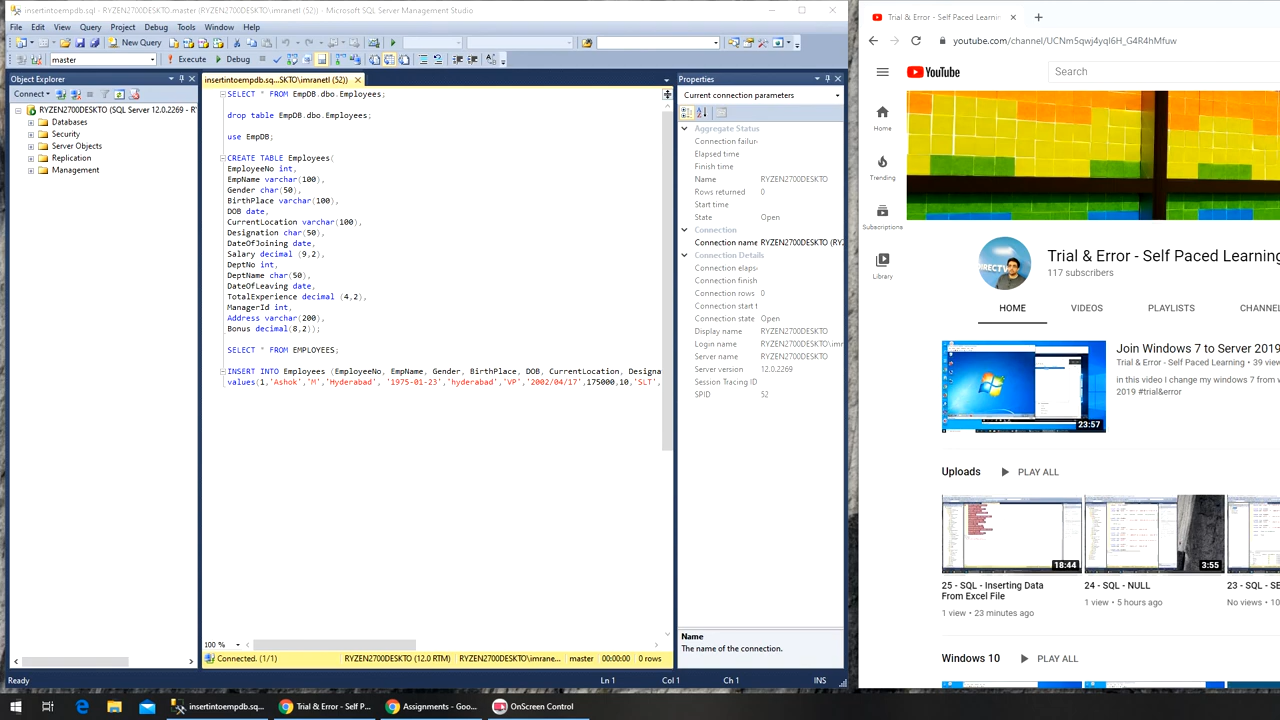 insertintoempdb.sql - RYZEN2700DESKTO.master (RYZEN2700DESKTO\imranetl (52)) - Microsoft SQL Server Management Studio
File Edit View Query Project Debug Tools Window Help
New Query
master Execute Debug
Object Explorer
Connect
RYZEN2700DESKTO (SQL Server 12.0.2269 - R
Databases
Security
Server Objects
Replication
Management
insertintoempdb.sq...SKTO\imranetl (52))
SELECT * FROM EmpDB.dbo.Employees;
drop table EmpDB.dbo.Employees;
use EmpDB;
CREATE TABLE Employees(
EmployeeNo int,
EmpName varchar(100),
Gender char(50),
BirthPlace varchar(100),
DOB date,
CurrentLocation varchar(100),
Designation char(50),
DateOfJoining date,
Salary decimal (9,2),
DeptNo int,
DeptName char(50),
DateOfLeaving date,
TotalExperience decimal (4,2),
ManagerId int,
Address varchar(200),
Bonus decimal(8,2));
SELECT * FROM EMPLOYEES;
INSERT INTO Employees (EmployeeNo, EmpName, Gender, BirthPlace, DOB, CurrentLocation, Designa
values(1,'Ashok','M','Hyderabad', '1975-01-23','hyderabad','VP','2002/04/17',175000,10,'SLT',
100 %
Connected. (1/1) RYZEN2700DESKTO (12.0 RTM) RYZEN2700DESKTO\imrane... master 00:00:00 0 rows
Properties
Current connection parameters
Aggregate Status
Connection failur
Elapsed time
Finish time
Name RYZEN2700DESKTO
Rows returned 0
Start time
State Open
Connection
Connection name RYZEN2700DESKTO (RY
Connection Details
Connection elaps
Connection finish
Connection rows 0
Connection start t
Connection state Open
Display name RYZEN2700DESKTO
Login name RYZEN2700DESKTO\imr
Server name RYZEN2700DESKTO
Server version 12.0.2269
Session Tracing ID
SPID 52
Name
The name of the connection.
Ready Ln 1 Col 1 Ch 1 INS
Trial & Error - Self Paced Learnin
youtube.com/channel/UCNm5qwj4yqI6H_G4R4hMfuw
YouTube
Search
Home
Trending
Subscriptions
Library
DIRECTV
Trial & Error - Self Paced Learning
117 subscribers
HOME VIDEOS PLAYLISTS CHANNEL
Join Windows 7 to Server 2019
Trial & Error - Self Paced Learning • 39 view
in this video I change my windows 7 from w
2019 #trial&error
23:57
Uploads PLAY ALL
18:44
3:55
25 - SQL - Inserting Data
From Excel File
1 view • 23 minutes ago
24 - SQL - NULL
1 view • 5 hours ago
23 - SQL - SE
No views • 10
Windows 10 PLAY ALL
insertintoempdb.sq... Trial & Error - Self P... Assignments - Goo... OnScreen Control